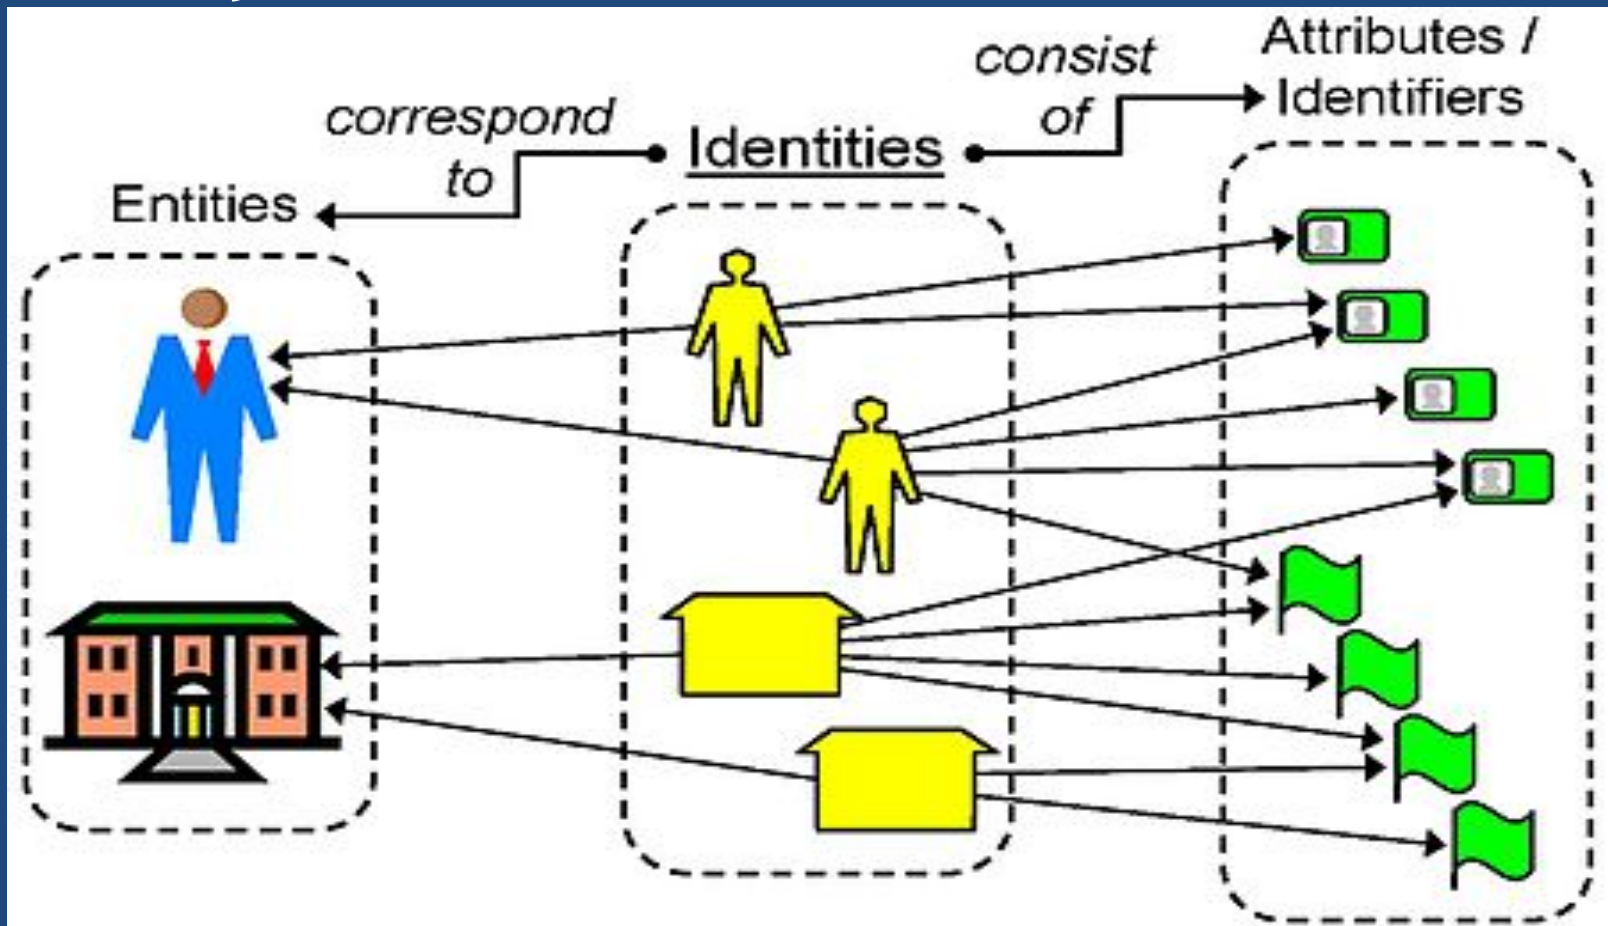 Attributes /
Identifiers
consist
of
correspond
to
Identities
Entities